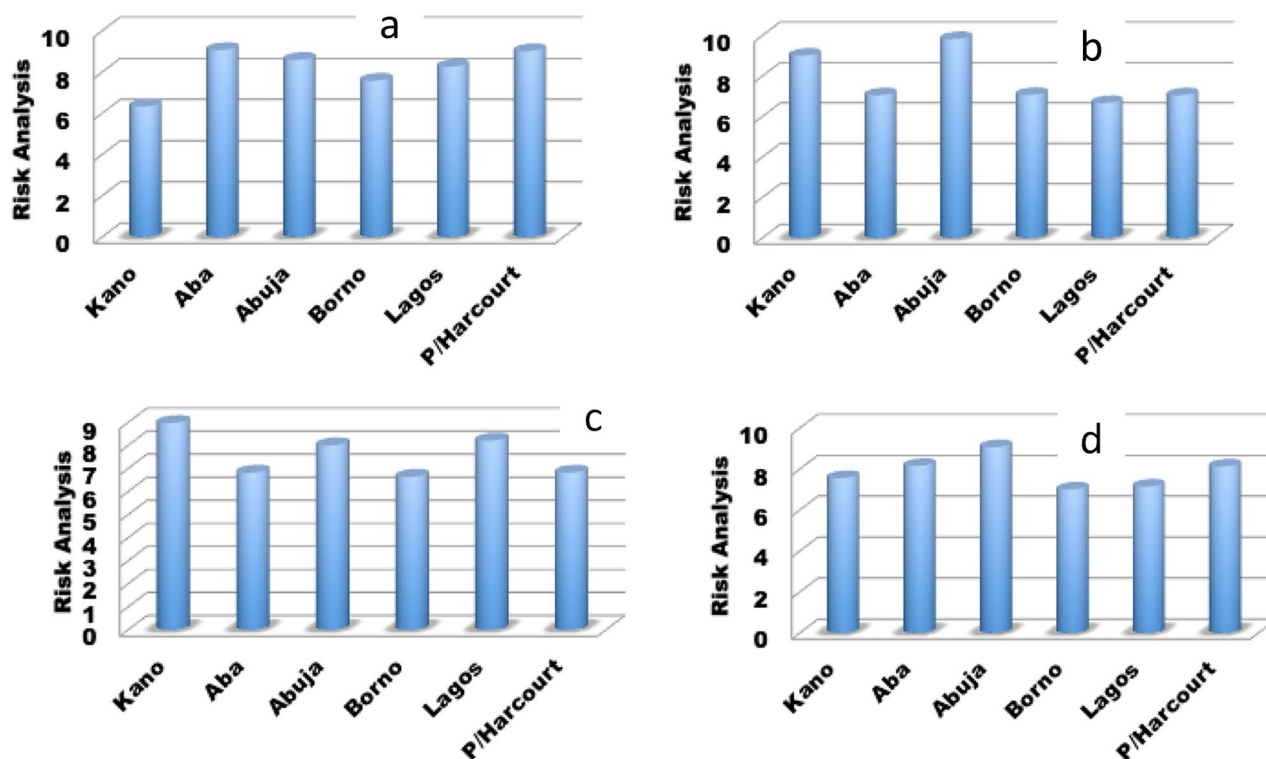 a
Risk Analysis
10
8
6
4
2
0
Kano
Aba
Abuja
Borno
Lagos
P/Harcourt
b
Risk Analysis
10
8
6
4
2
0
Kano
Aba
Abuja
Borno
Lagos
P/Harcourt
c
Risk Analysis
9
8
7
6
5
4
3
2
1
0
Kano
Aba
Abuja
Borno
Lagos
P/Harcourt
d
Risk Analysis
10
8
6
4
2
0
Kano
Aba
Abuja
Borno
Lagos
P/Harcourt